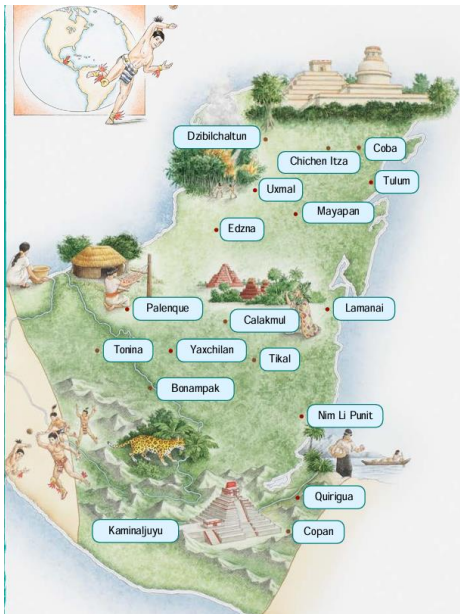 Dzibilchaltun
Coba
Chichen Itza
Tulum
Uxmal
Mayapan
Edzna
Palenque
Lamanai
Calakmul
Tonina
Yaxchilan
Tikal
Bonampak
Nim Li Punit
Quirigua
Kaminaljuyu
Copan